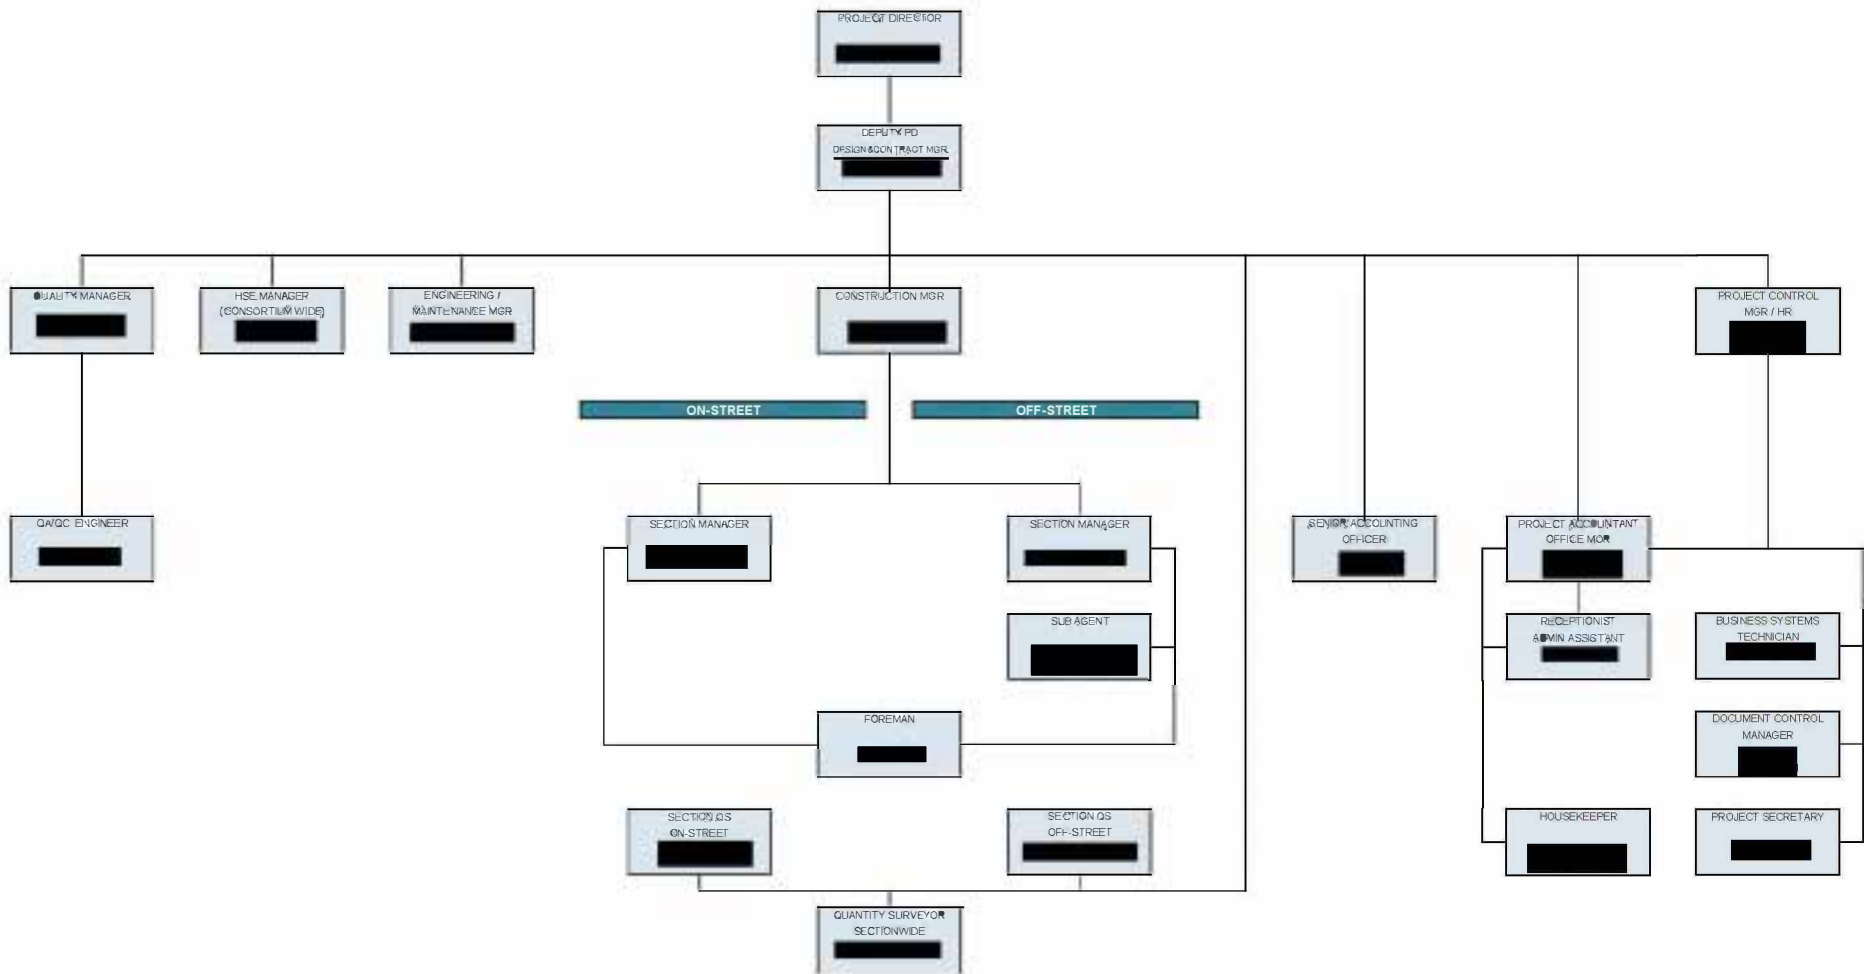 PROJECT DIRECTOR
DEPUTY PD
DESIGN & CONTRACT MGR.
QUALITY MANAGER
HSE MANAGER
(CONSORTIUM WIDE)
ENGINEERING /
MAINTENANCE MGR
CONSTRUCTION MGR
PROJECT CONTROL
MGR / HR
ON-STREET
OFF-STREET
QA/QC ENGINEER
SECTION MANAGER
SECTION MANAGER
SENIOR ACCOUNTING
OFFICER
PROJECT ACCOUNTANT
OFFICE MGR
SUB AGENT
RECEPTIONIST
ADMIN ASSISTANT
BUSINESS SYSTEMS
TECHNICIAN
FOREMAN
DOCUMENT CONTROL
MANAGER
SECTION QS
ON-STREET
SECTION QS
OFF-STREET
HOUSEKEEPER
PROJECT SECRETARY
QUANTITY SURVEYOR
SECTIONWIDE